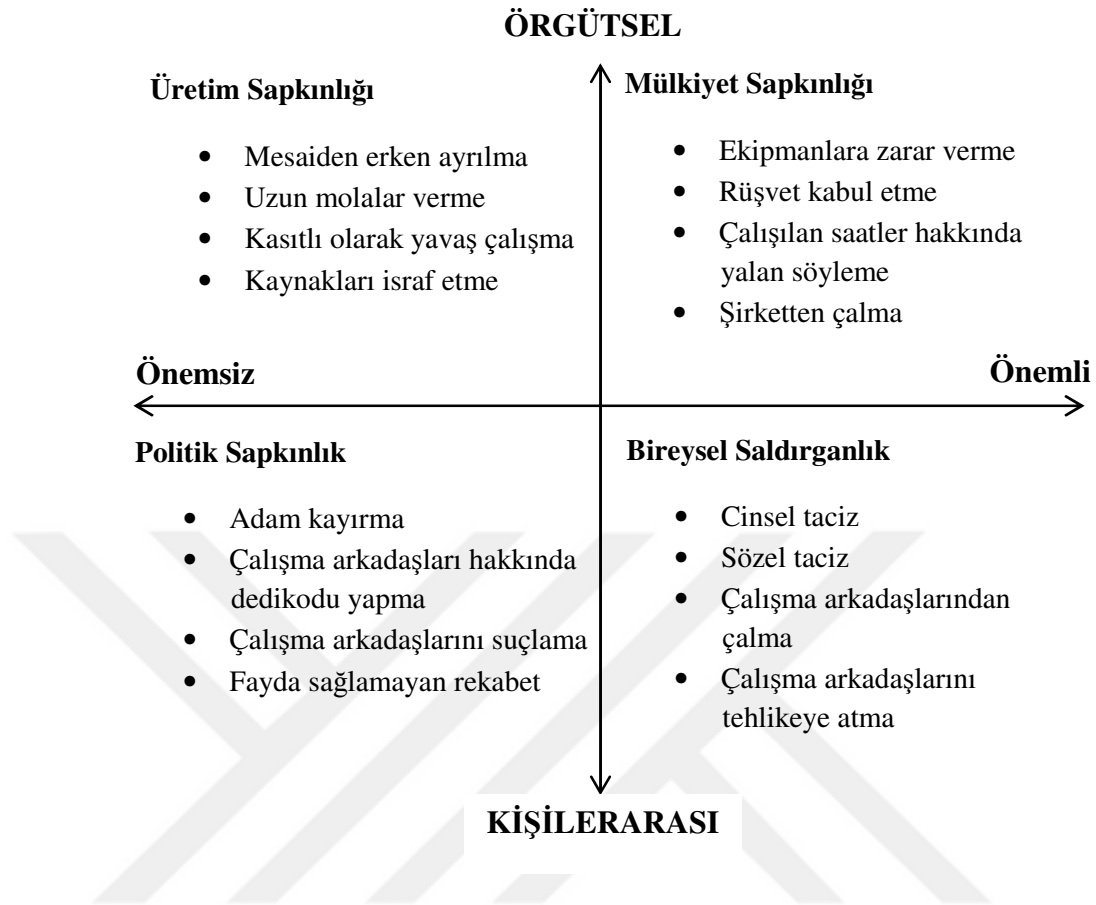 ÖRGÜTSEL
Üretim Sapkınlığı
• Mesaiden erken ayrılma
• Uzun molalar verme
• Kasıtlı olarak yavaş çalışma
• Kaynakları israf etme
Mülkiyet Sapkınlığı
• Ekipmanlara zarar verme
• Rüşvet kabul etme
• Çalışılan saatler hakkında
yalan söyleme
• Şirketten çalma
Önemsiz
Önemli
Politik Sapkınlık
• Adam kayırma
• Çalışma arkadaşları hakkında
dedikodu yapma
• Çalışma arkadaşlarını suçlama
• Fayda sağlamayan rekabet
Bireysel Saldırganlık
• Cinsel taciz
• Sözel taciz
• Çalışma arkadaşlarından
çalma
• Çalışma arkadaşlarını
tehlikeye atma
KİŞİLERARASI